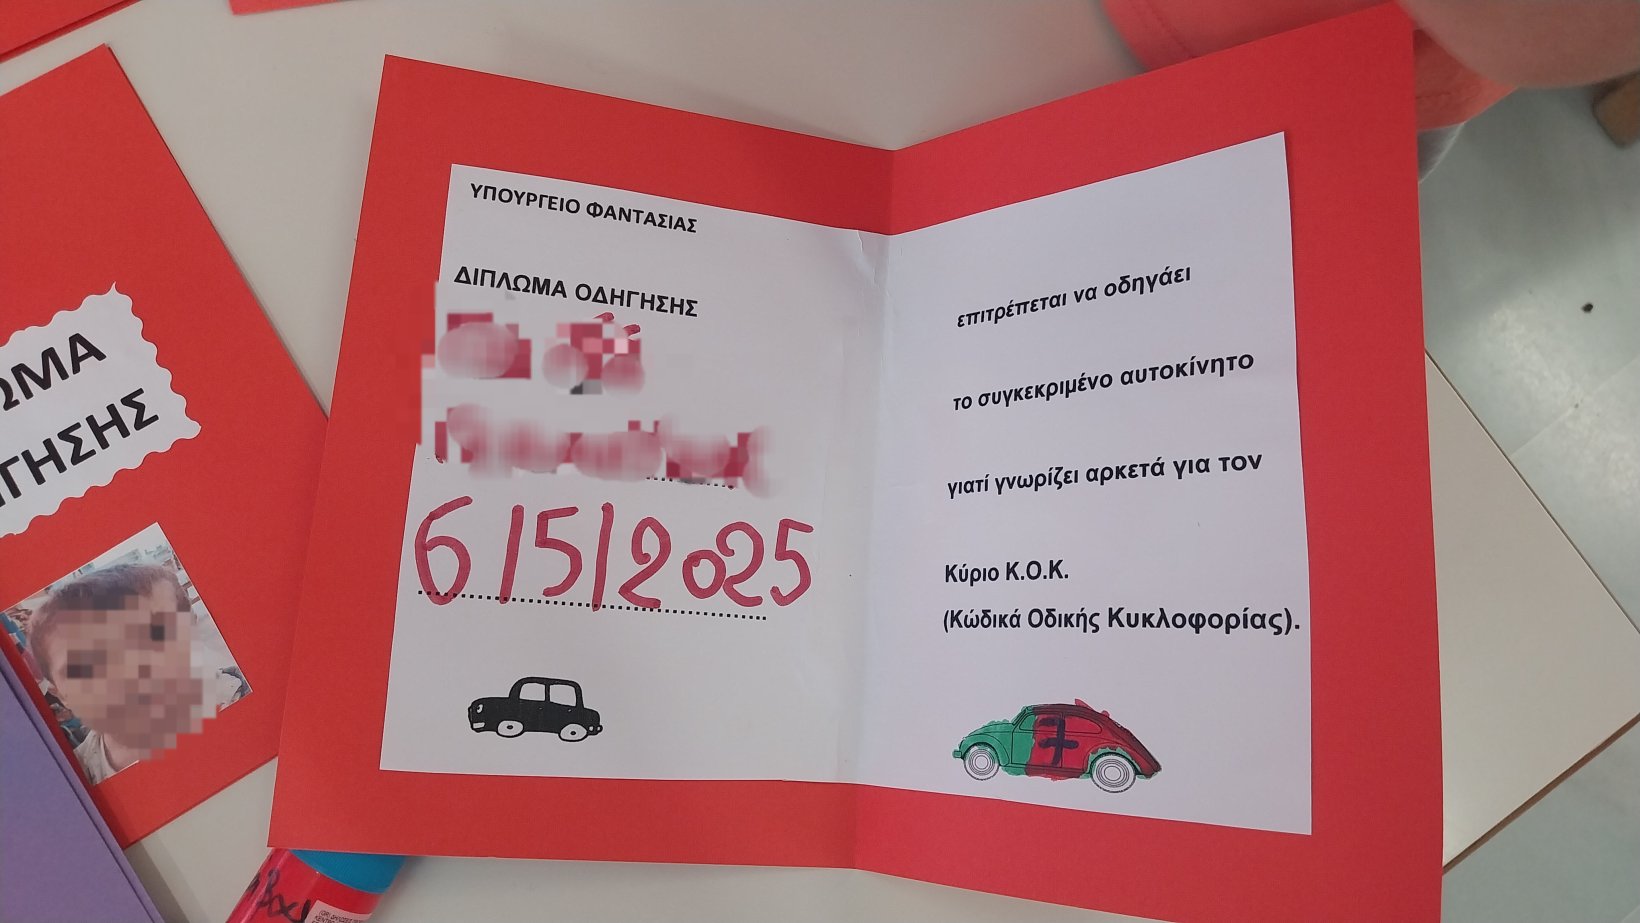 ΥΠΟΥΡΓΕΙΟ ΦΑΝΤΑΣΙΑΣ
ΔΙΠΛΩΜΑ ΟΔΗΓΗΣΗΣ
6/5/2025
επιτρέπεται να οδηγάει
το συγκεκριμένο αυτοκίνητο
γιατί γνωρίζει αρκετά για τον
Κύριο Κ.Ο.Κ.
(Κώδικά Οδικής Κυκλοφορίας).
7
ΩΜΑ
ΓΗΣΗΣ